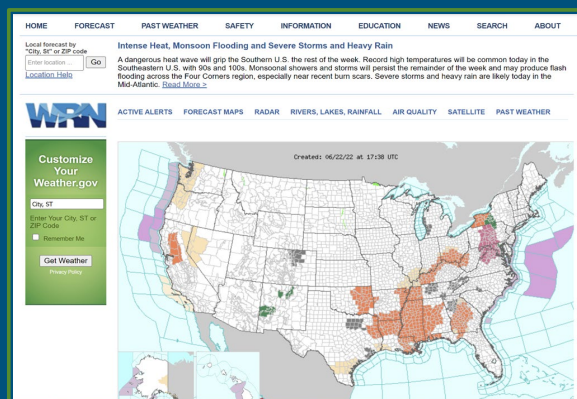 HOME FORECAST PAST WEATHER SAFETY INFORMATION EDUCATION NEWS SEARCH ABOUT
Local forecast by
"City, St" or ZIP code
Enter location ... Go
Location Help
Intense Heat, Monsoon Flooding and Severe Storms and Heavy Rain
A dangerous heat wave will grip the Southern U.S. the rest of the week. Record high temperatures will be common today in the
Southeastern U.S. with 90s and 100s. Monsoonal showers and storms will persist the remainder of the week and may produce flash
flooding across the Four Corners region, especially near recent burn scars. Severe storms and heavy rain are likely today in the
Mid-Atlantic. Read More >
WRN
ACTIVE ALERTS FORECAST MAPS RADAR RIVERS, LAKES, RAINFALL AIR QUALITY SATELLITE PAST WEATHER
Customize
Your
Weather.gov
City, ST
Enter Your City, ST or
ZIP Code
Remember Me
Get Weather
Privacy Policy
Created: 06/22/22 at 17:38 UTC